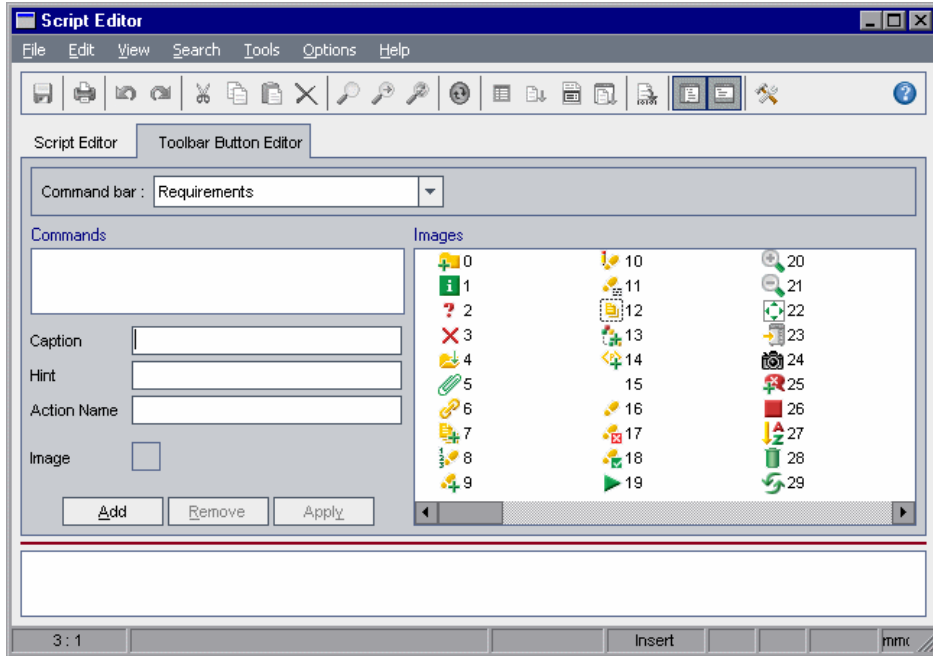 Script Editor
File Edit View Search Tools Options Help
Script Editor Toolbar Button Editor
Command bar : Requirements
Commands Images
0 10 20
1 11 21
2 12 22
3 13 23
4 14 24
5 15 25
6 16 26
7 17 27
8 18 28
9 19 29
Caption
Hint
Action Name
Image
Add Remove Apply
3 : 1 Insert